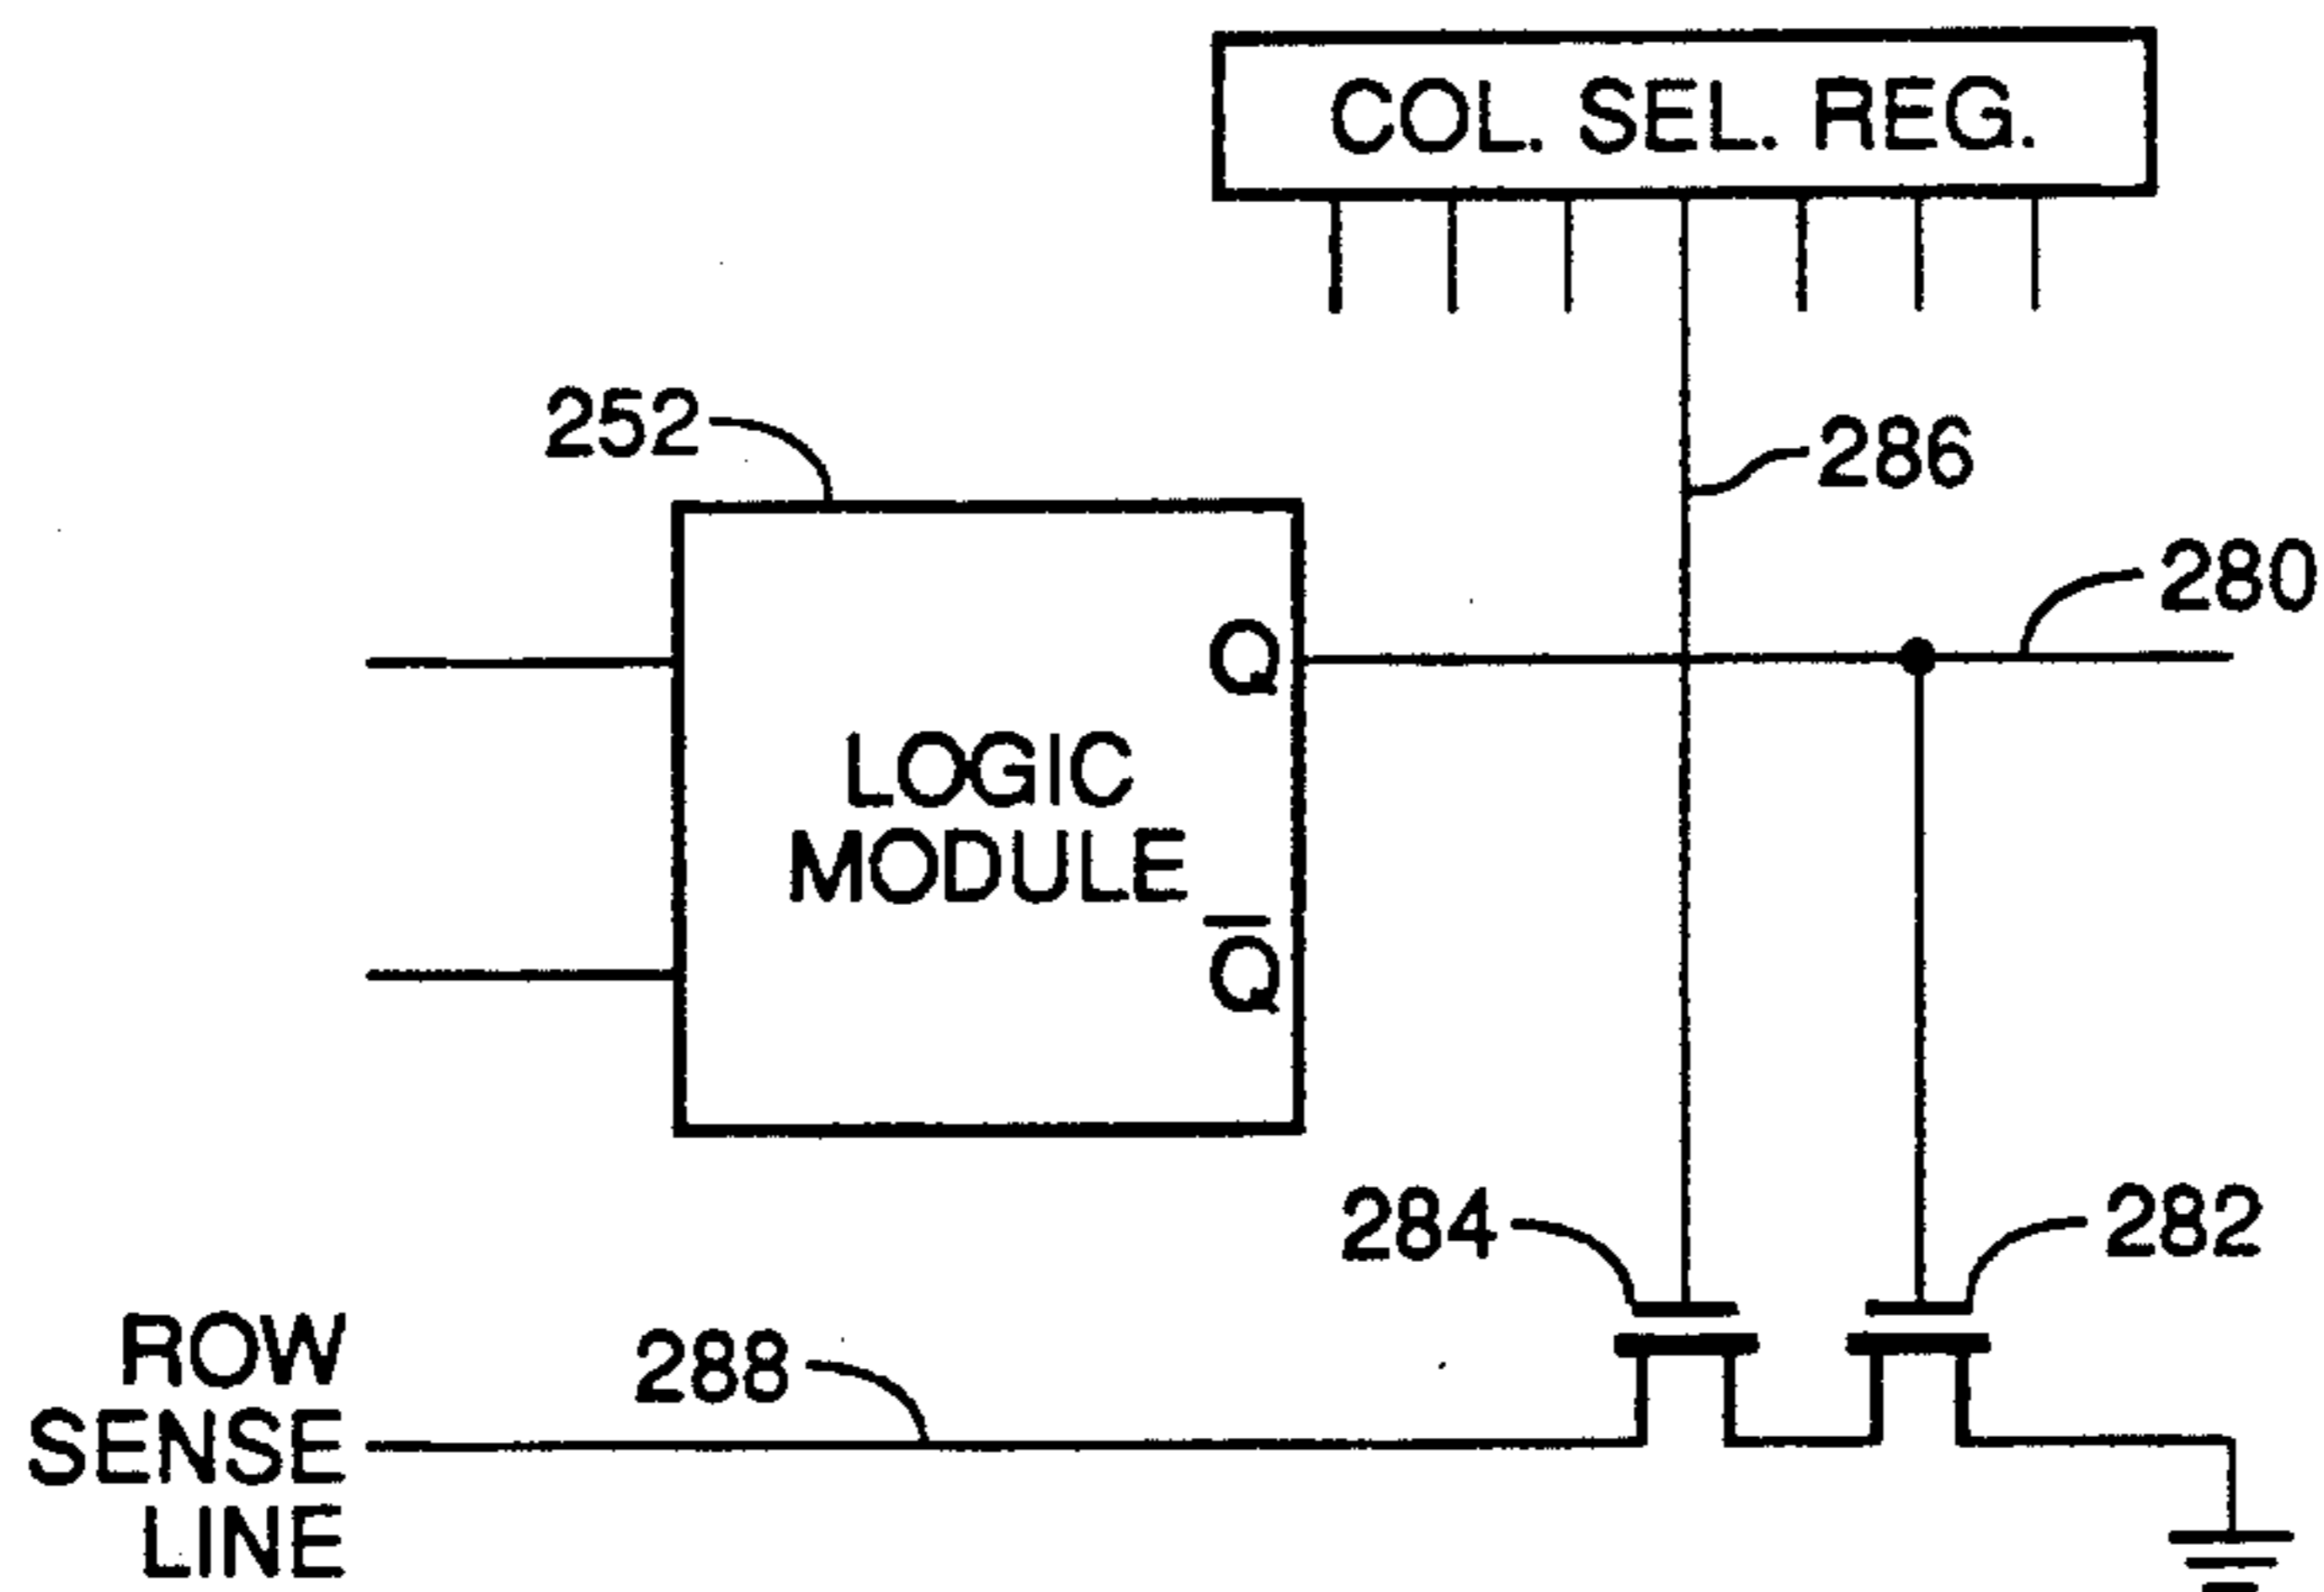 COL. SEL. REG.
252
286
280
Q
LOGIC
MODULE
Q̅
284
282
288
ROW
SENSE
LINE